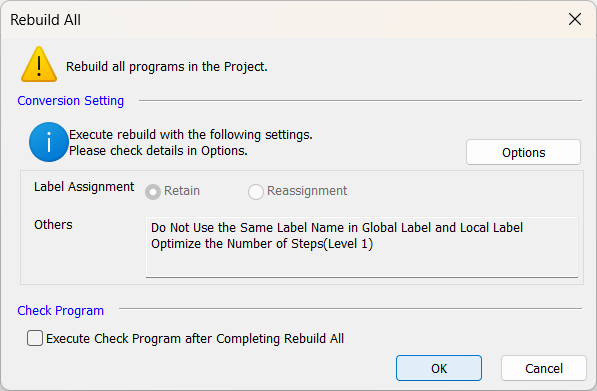 Rebuild All
Rebuild all programs in the Project.
Conversion Setting
Execute rebuild with the following settings.
Please check details in Options.
Options
Label Assignment
Retain
Reassignment
Others
Do Not Use the Same Label Name in Global Label and Local Label
Optimize the Number of Steps(Level 1)
Check Program
Execute Check Program after Completing Rebuild All
OK
Cancel